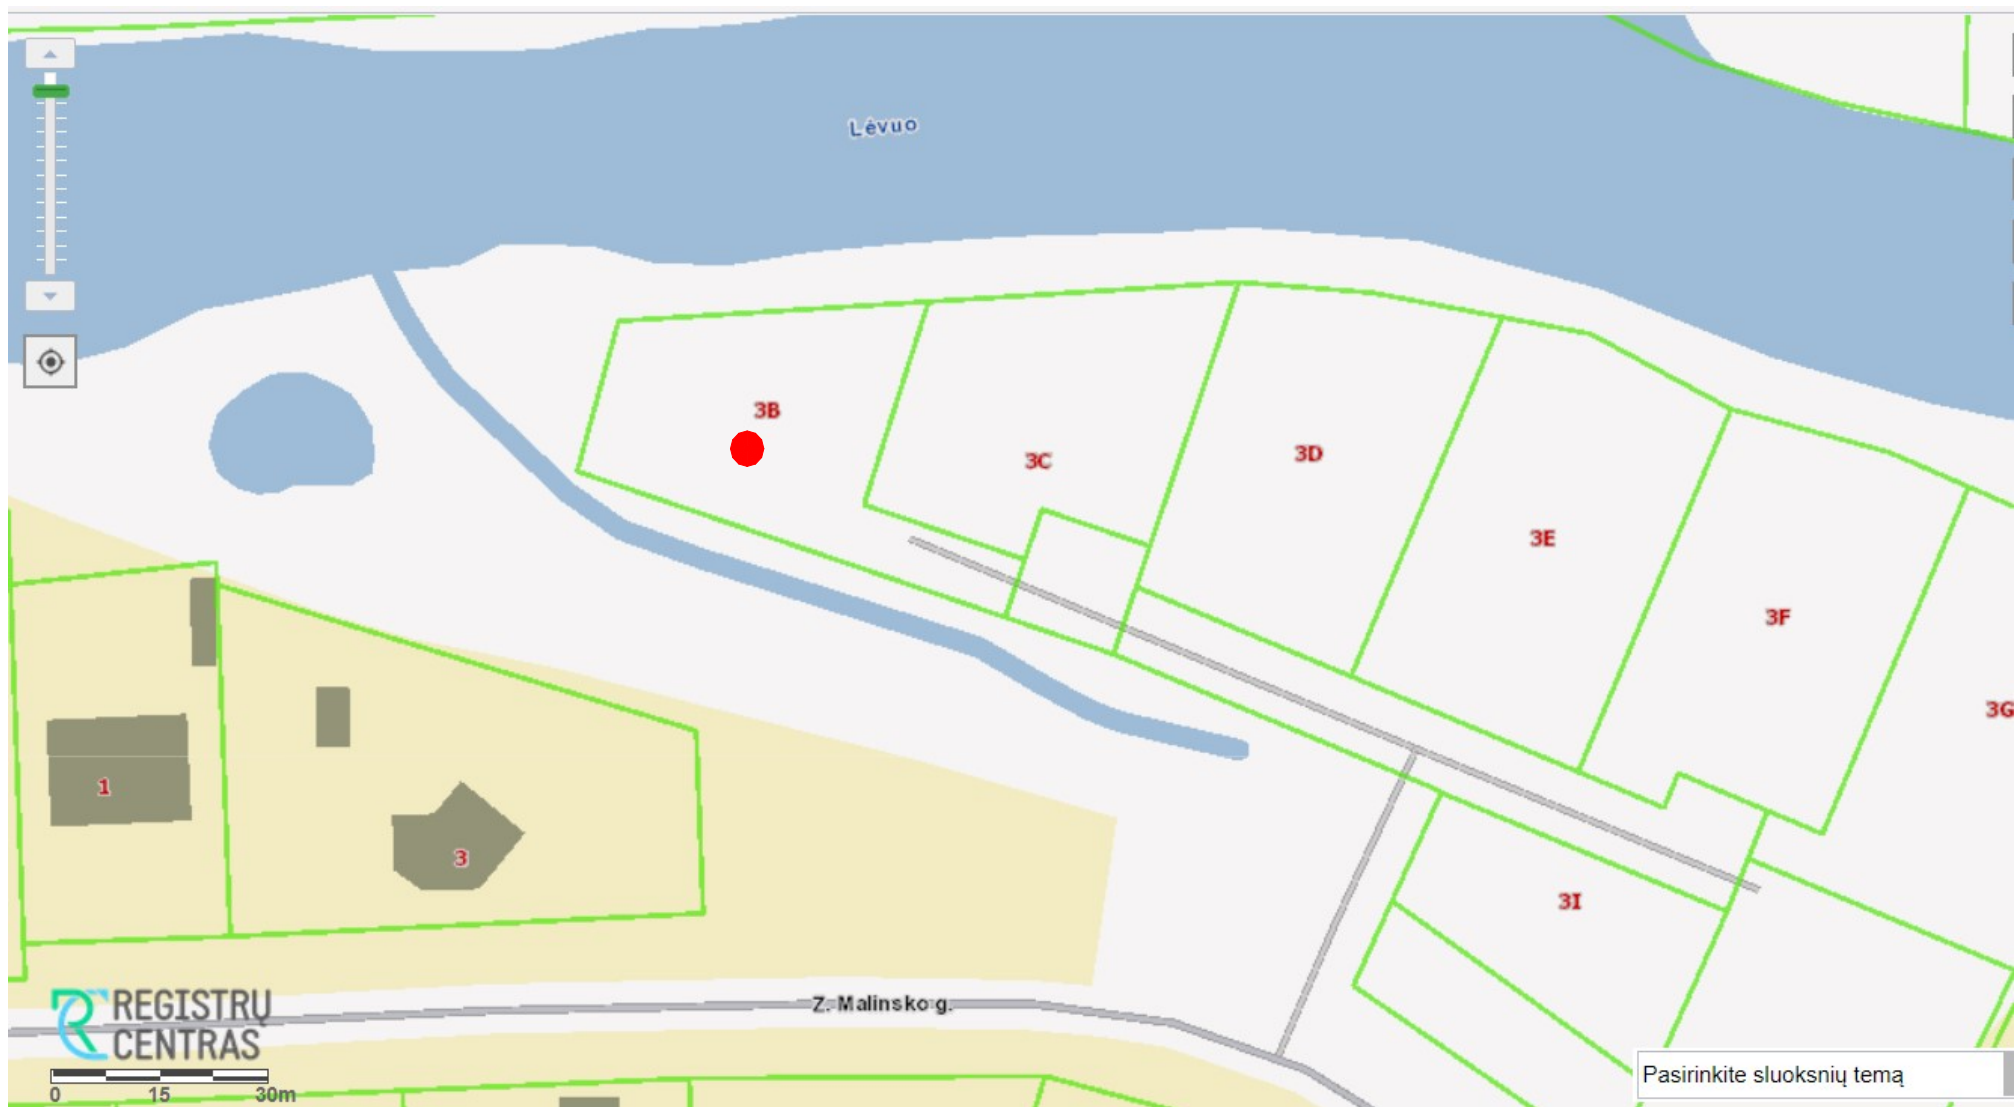 Lėvuo
3B
3C
3D
3E
3F
3G
1
3
3I
Z. Malinsko g.
REGISTRŲ
CENTRAS
0 15 30m
Pasirinkite sluoksnių temą